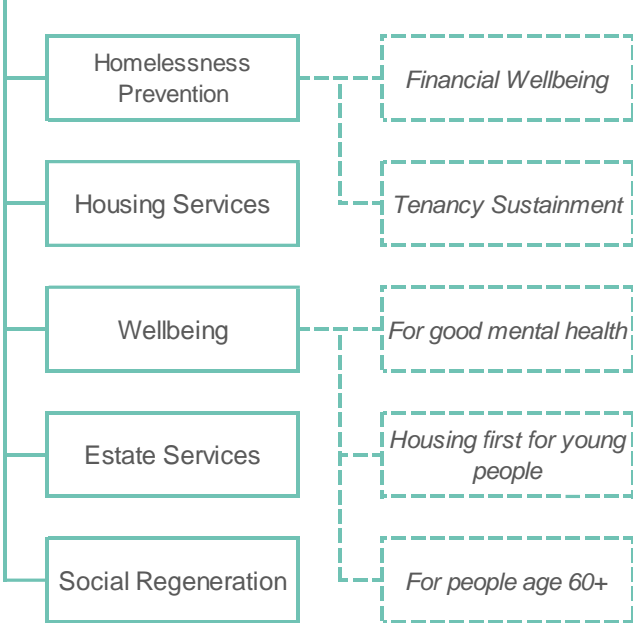 Homelessness
Prevention
Financial Wellbeing
Housing Services
Tenancy Sustainment
Wellbeing
For good mental health
Estate Services
Housing first for young
people
Social Regeneration
For people age 60+